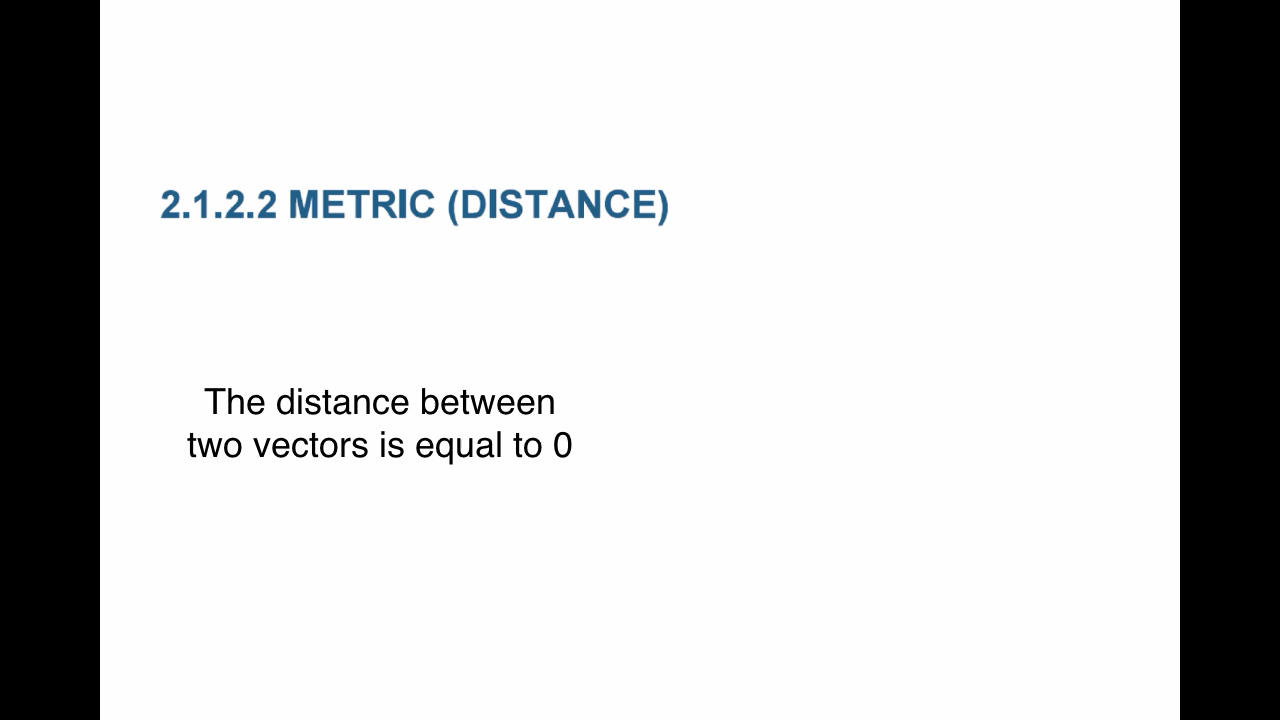 2.1.2.2 METRIC (DISTANCE)
The distance between
two vectors is equal to 0